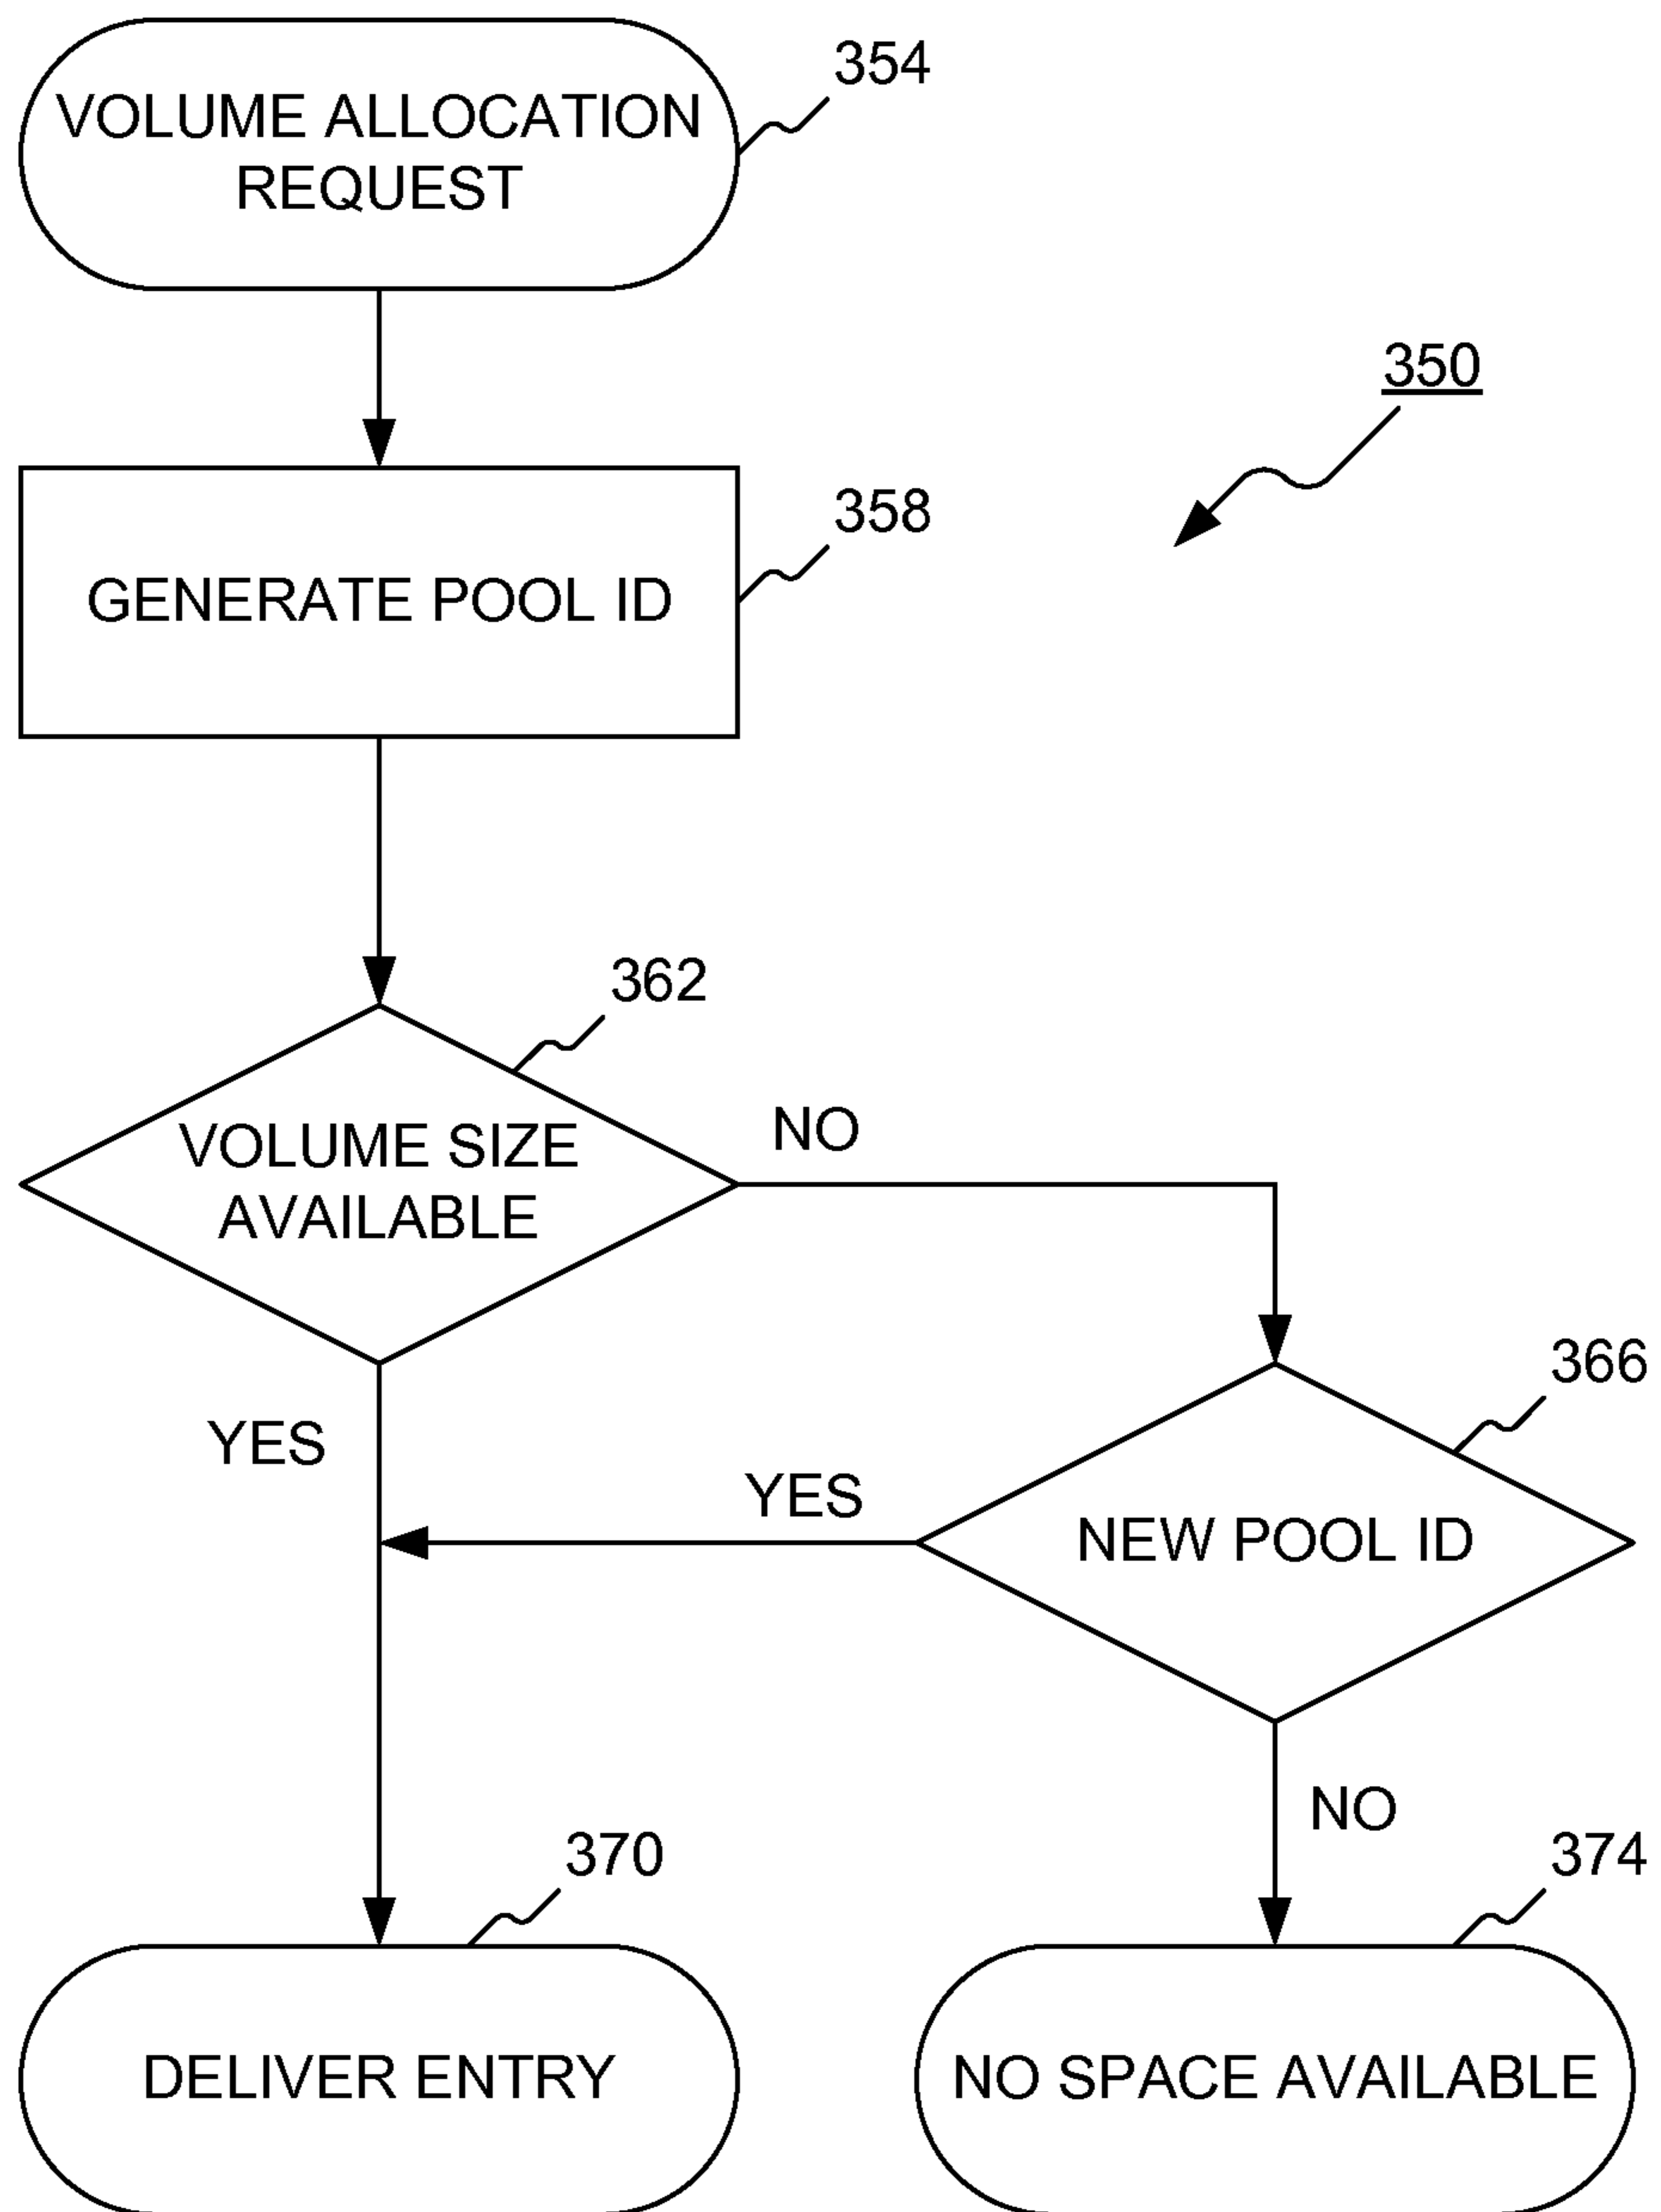 354
VOLUME ALLOCATION
REQUEST
350
358
GENERATE POOL ID
362
VOLUME SIZE
AVAILABLE
NO
366
YES
YES
NEW POOL ID
NO
370
374
DELIVER ENTRY
NO SPACE AVAILABLE